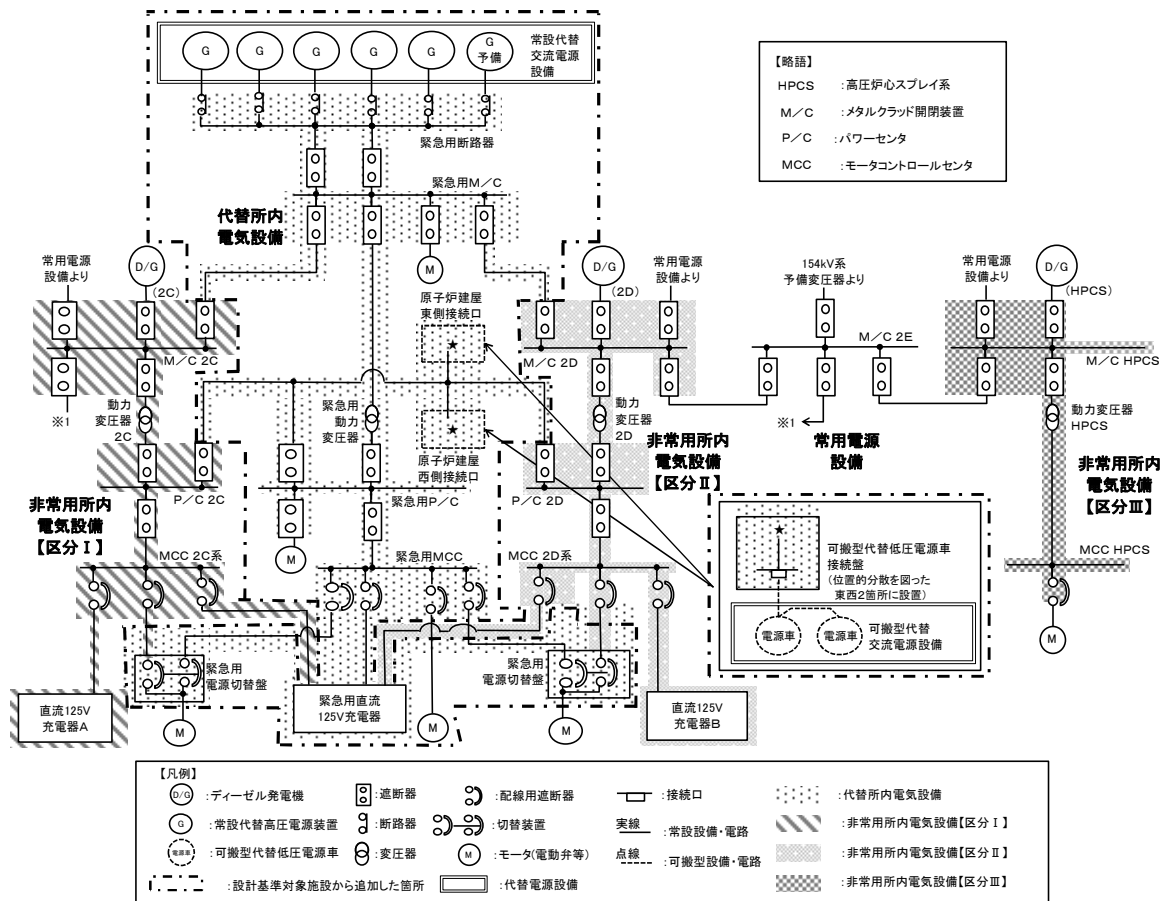 G
G
G
G
G
G
予備
常設代替
交流電源
設備
緊急用断路器
【略語】
HPCS :高圧炉心スプレイ系
M/C :メタルクラッド開閉装置
P/C :パワーセンタ
MCC :モータコントロールセンタ
緊急用M/C
代替所内
電気設備
M
常用電源
設備より
D/G
(2C)
D/G
(2D)
常用電源
設備より
154kV系
予備変圧器より
常用電源
設備より
D/G
(HPCS)
原子炉建屋
東側接続口
★
M/C 2C
M/C 2D
M/C 2E
M/C HPCS
※1
動力
変圧器
2C
緊急用
動力
変圧器
★
原子炉建屋
西側接続口
動力
変圧器
2D
※1
動力変圧器
HPCS
非常用所内
電気設備
【区分Ⅱ】
常用電源
設備
非常用所内
電気設備
【区分Ⅲ】
非常用所内
電気設備
【区分Ⅰ】
P/C 2C
緊急用P/C
P/C 2D
M
MCC 2C系
緊急用MCC
MCC 2D系
MCC HPCS
★
可搬型代替低圧電源車
接続盤
(位置的分散を図った
東西2箇所に設置)
電源車
電源車
可搬型代替
交流電源設備
M
緊急用
電源切替盤
緊急用
電源切替盤
直流125V
充電器A
M
緊急用直流
125V充電器
M
M
直流125V
充電器B
【凡例】
D/G :ディーゼル発電機
:遮断器
:配線用遮断器
:接続口
:代替所内電気設備
G :常設代替高圧電源装置
:断路器
:切替装置
実線 :常設設備・電路
:非常用所内電気設備【区分Ⅰ】
電源車 :可搬型代替低圧電源車
:変圧器
M :モータ(電動弁等)
点線 :可搬型設備・電路
:非常用所内電気設備【区分Ⅱ】
:設計基準対象施設から追加した箇所
:代替電源設備
:非常用所内電気設備【区分Ⅲ】